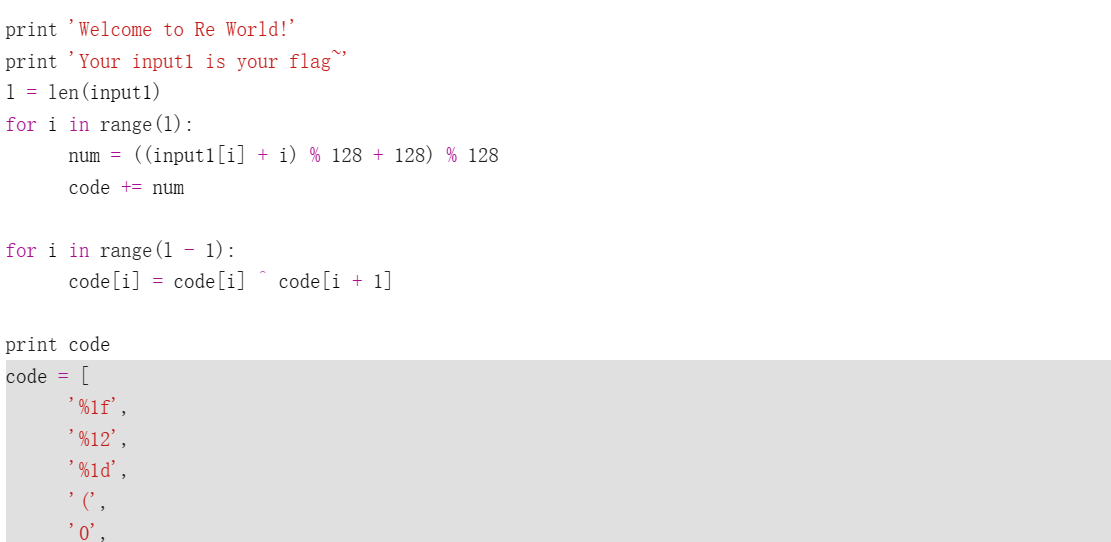 print 'Welcome to Re World!'
print 'Your input1 is your flag~'
l = len(input1)
for i in range(l):
num = ((input1[i] + i) % 128 + 128) % 128
code += num
for i in range(l - 1):
code[i] = code[i] ^ code[i + 1]
print code
code = [
'%1f',
'%12',
'%1d',
'(',
'0',